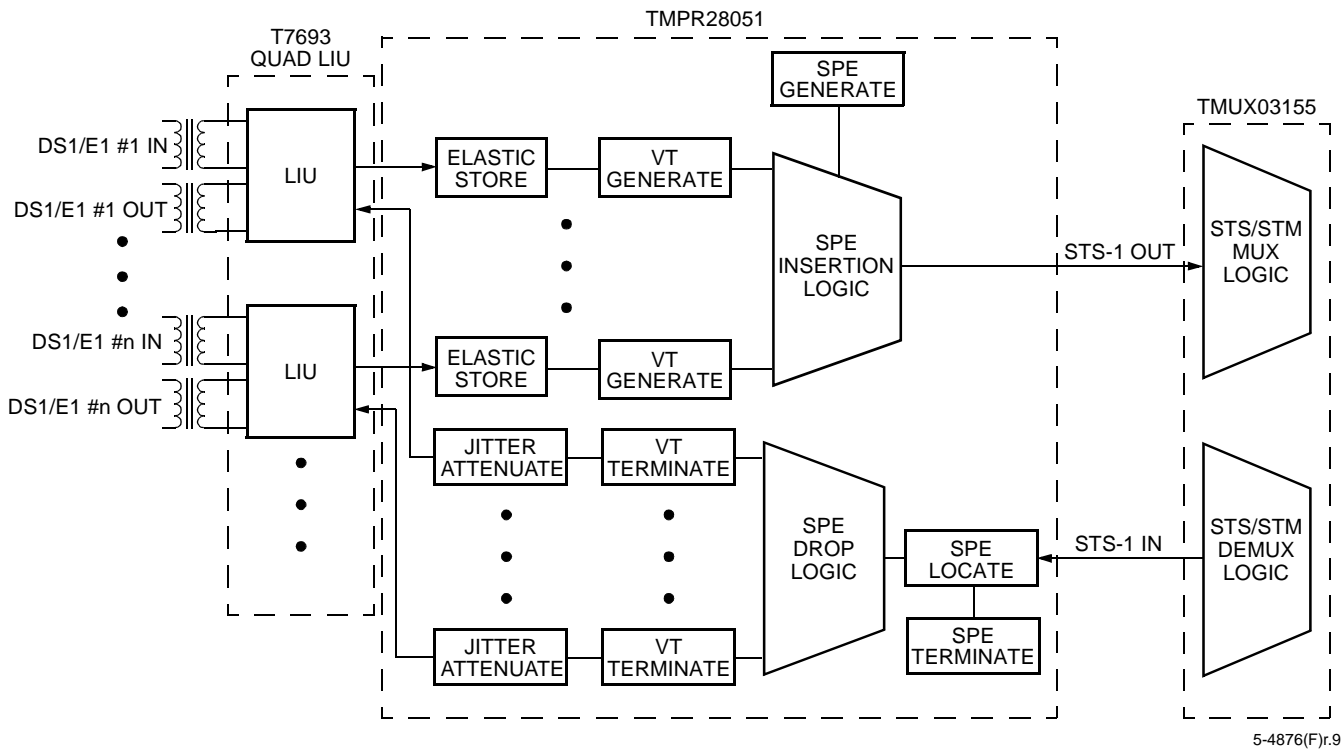 TMPR28051
T7693
QUAD LIU
SPE
GENERATE
TMUX03155
DS1/E1 #1 IN
LIU
ELASTIC
STORE
VT
GENERATE
DS1/E1 #1 OUT
SPE
INSERTION
LOGIC
STS-1 OUT
STS/STM
MUX
LOGIC
DS1/E1 #n IN
LIU
ELASTIC
STORE
VT
GENERATE
DS1/E1 #n OUT
JITTER
ATTENUATE
VT
TERMINATE
SPE
DROP
LOGIC
SPE
LOCATE
STS-1 IN
STS/STM
DEMUX
LOGIC
JITTER
ATTENUATE
VT
TERMINATE
SPE
TERMINATE
5-4876(F)r.9